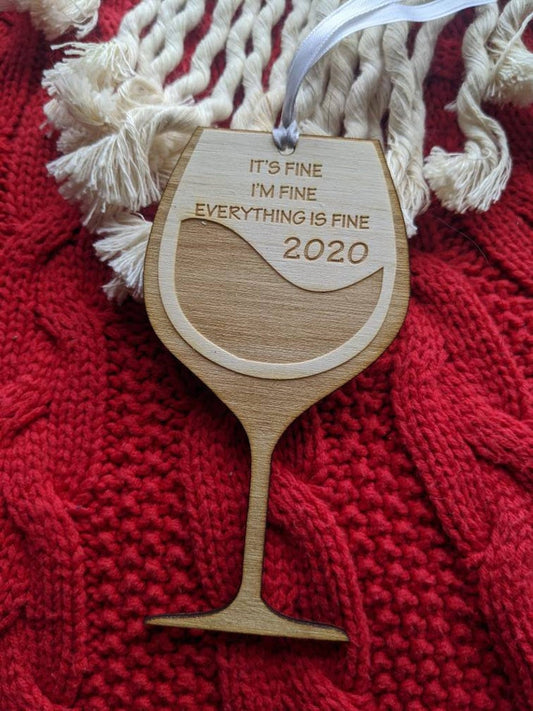 IT'S FINE
I'M FINE
EVERYTHING IS FINE
2020